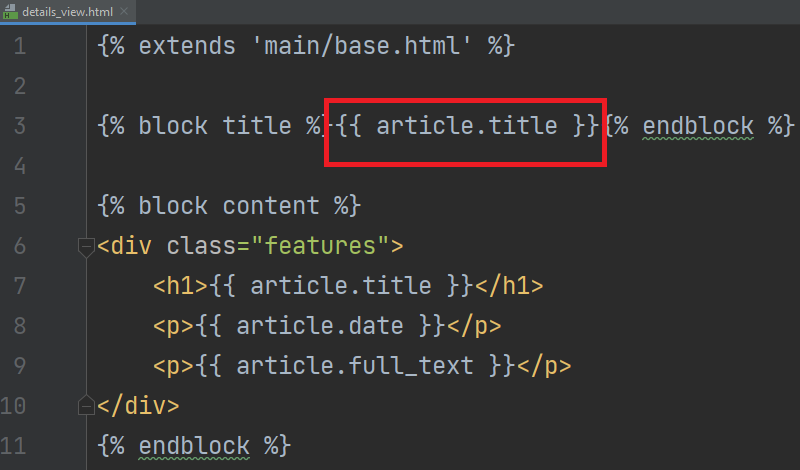 details_view.html
1 {% extends 'main/base.html' %}
2
3 {% block title %}{{ article.title }}{% endblock %}
4
5 {% block content %}
6 <div class="features">
7 <h1>{{ article.title }}</h1>
8 <p>{{ article.date }}</p>
9 <p>{{ article.full_text }}</p>
10 </div>
11 {% endblock %}